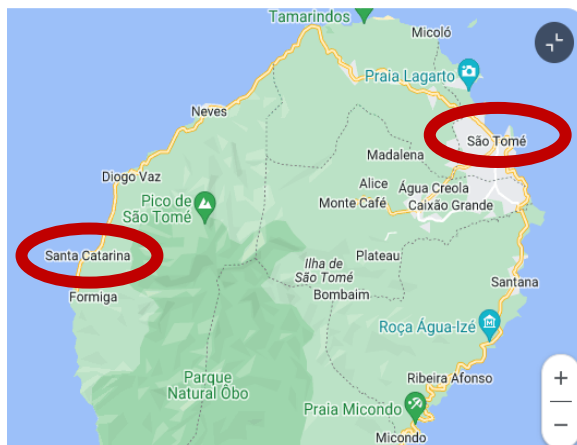 Tamarindos
Micoló
Praia Lagarto
Neves
São Tomé
Madalena
Diogo Vaz
Alice
Água Creola
Pico de
São Tomé
Monte Café
Caixão Grande
Santa Catarina
Ilha de
São Tomé
Plateau
Bombaim
Santana
Formiga
Roça Água-Izé
Parque
Natural Ôbo
Ribeira Afonso
Praia Micondo
Micondo
+
−